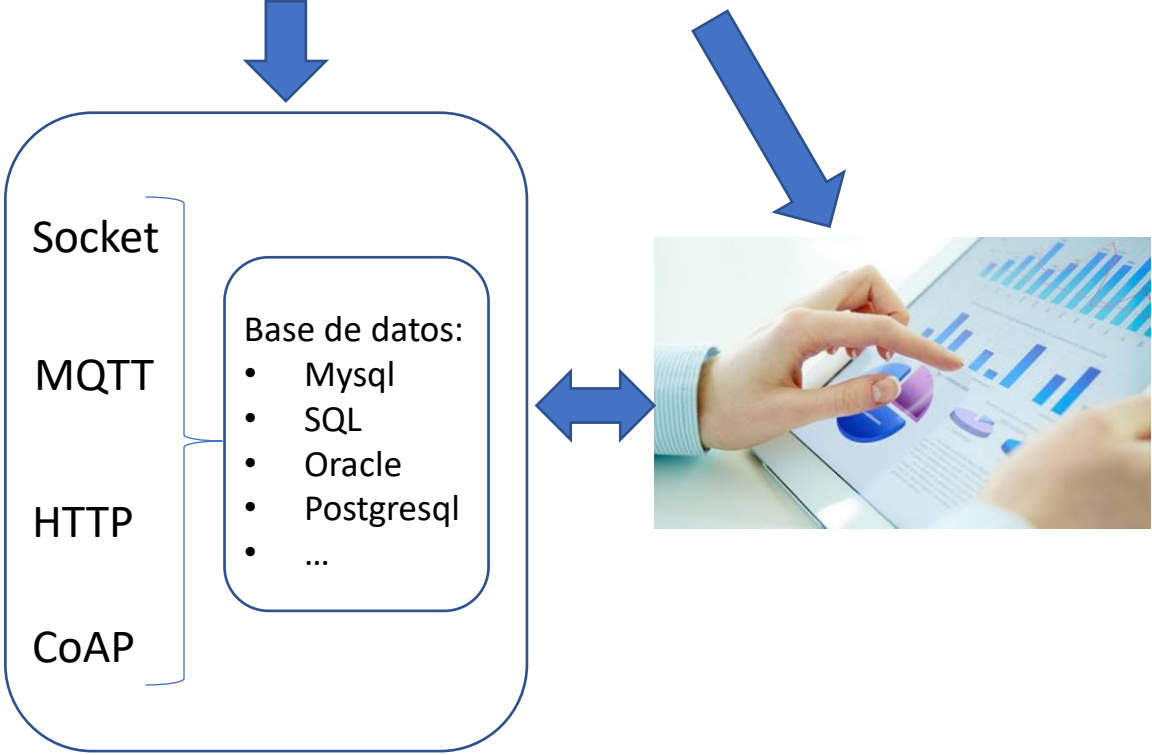 Socket
MQTT
HTTP
CoAP
Base de datos:
• Mysql
• SQL
• Oracle
• Postgresql
• ...